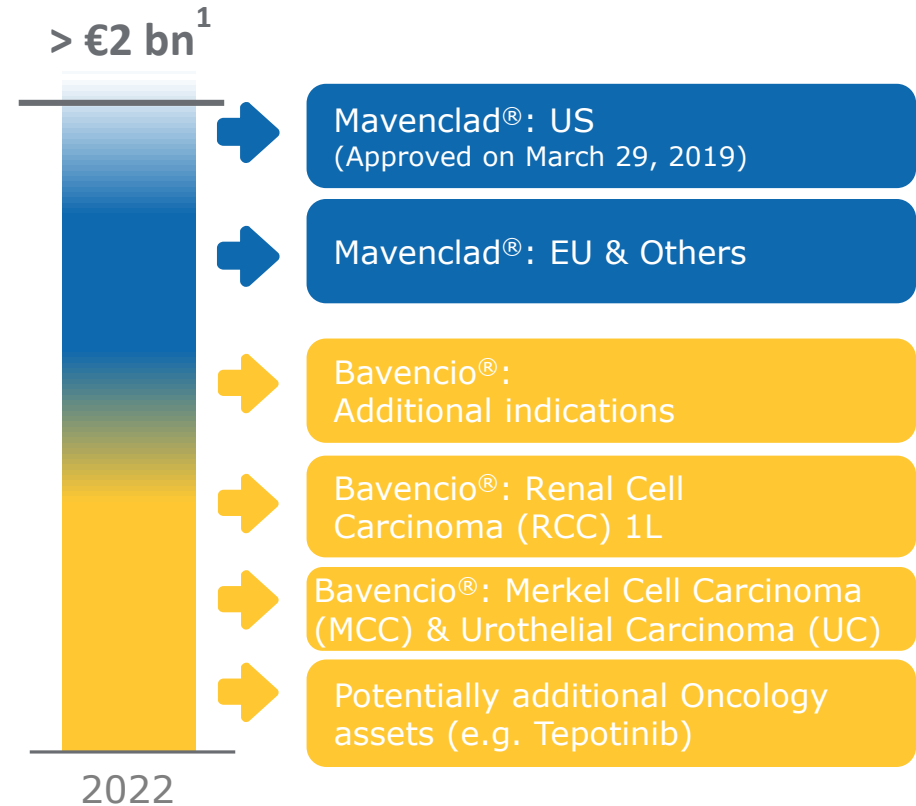 > €2 bn¹
Mavenclad®: US
(Approved on March 29, 2019)
Mavenclad®: EU & Others
Bavencio®:
Additional indications
Bavencio®: Renal Cell
Carcinoma (RCC) 1L
Bavencio®: Merkel Cell Carcinoma
(MCC) & Urothelial Carcinoma (UC)
Potentially additional Oncology
assets (e.g. Tepotinib)
2022